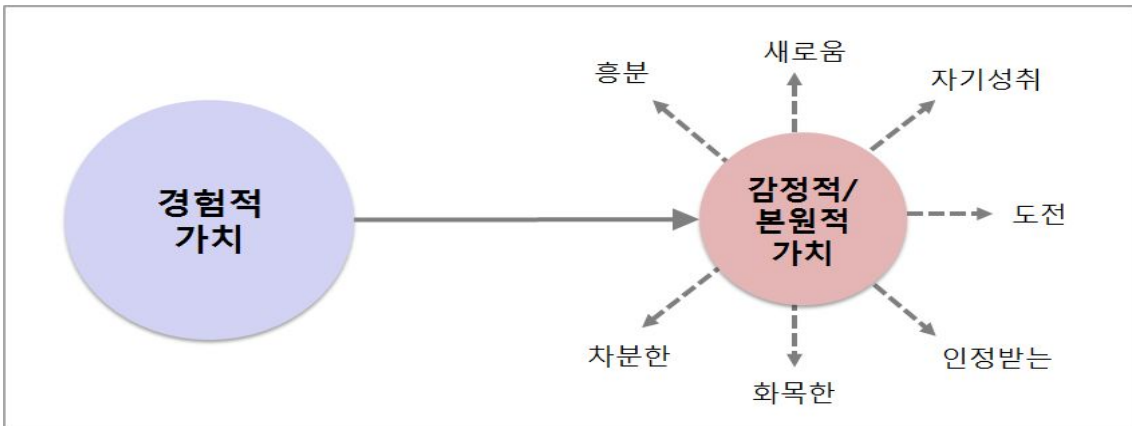 새로움
흥분
자기성취
경험적
가치
감정적/
본원적
가치
도전
차분한
화목한
인정받는